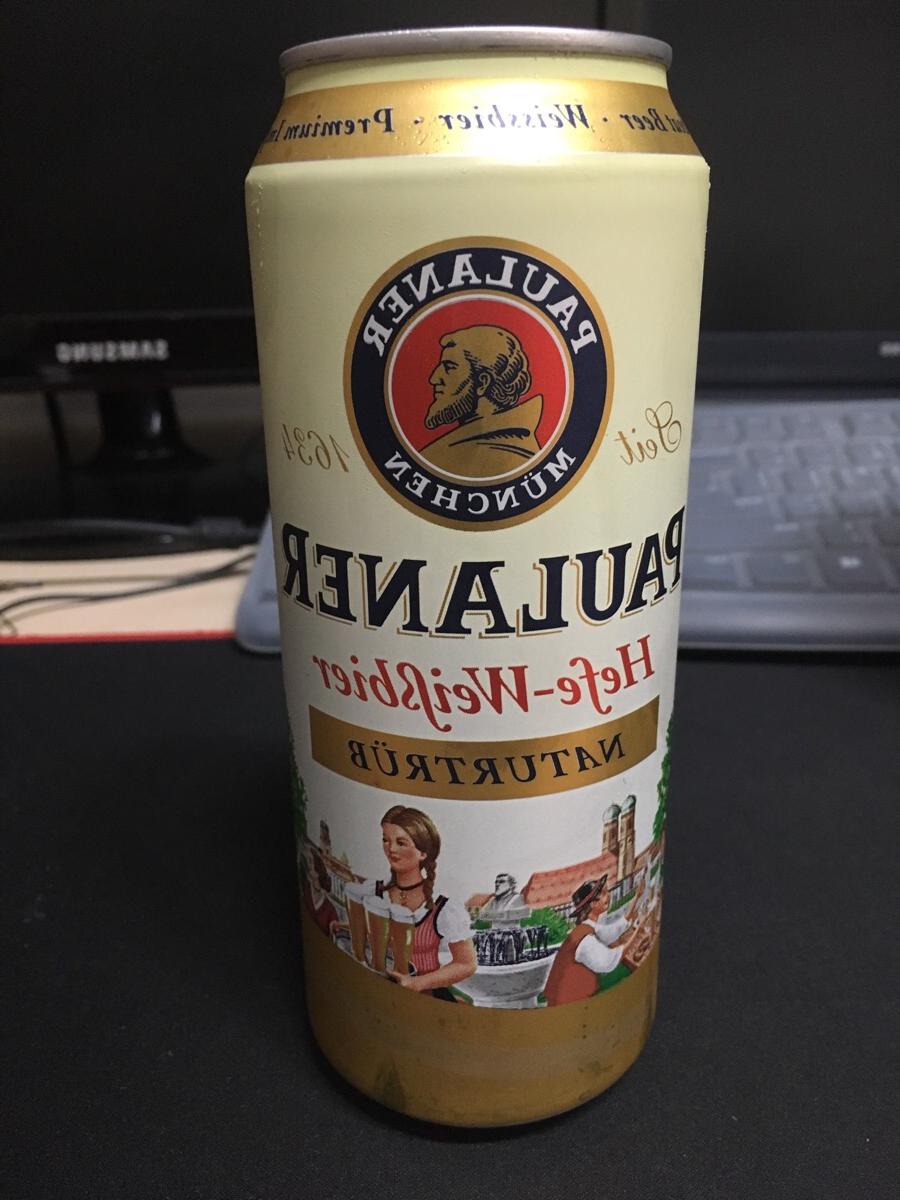 Beer · Weissbier · Premium
PAULANER
MÜNCHEN
Seit 1634
PAULANER
Hefe-Weißbier
NATURTRÜB
SAMSUNG